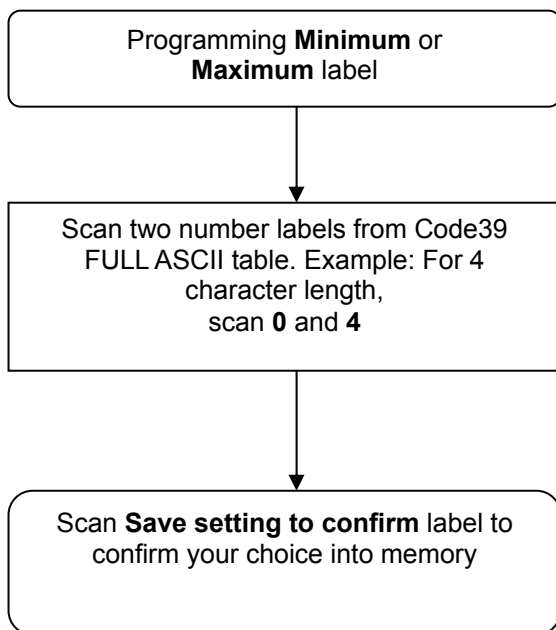 Programming Minimum or
Maximum label
Scan two number labels from Code39
FULL ASCII table. Example: For 4
character length,
scan 0 and 4
Scan Save setting to confirm label to
confirm your choice into memory